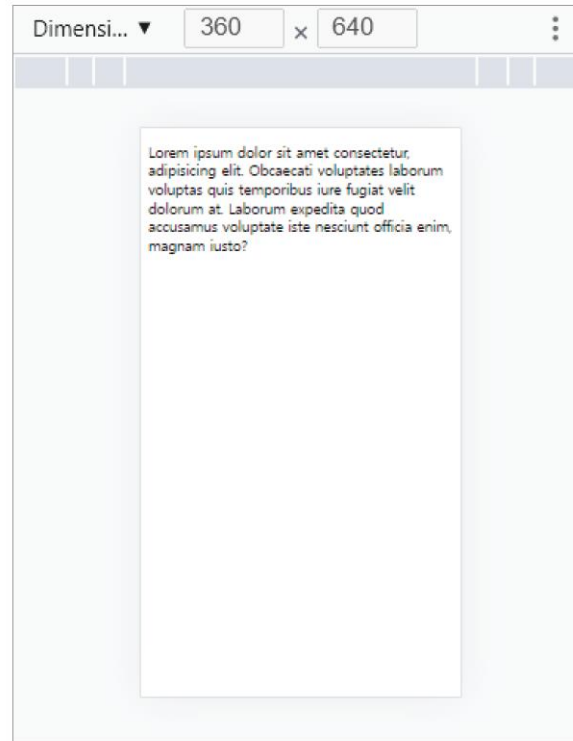 Dimensi... ▼ 360 × 640
Lorem ipsum dolor sit amet consectetur,
adipisicing elit. Obcaecati voluptates laborum
voluptas quis temporibus iure fugiat velit
dolorum at. Laborum expedita quod
accusamus voluptate iste nesciunt officia enim,
magnam iusto?